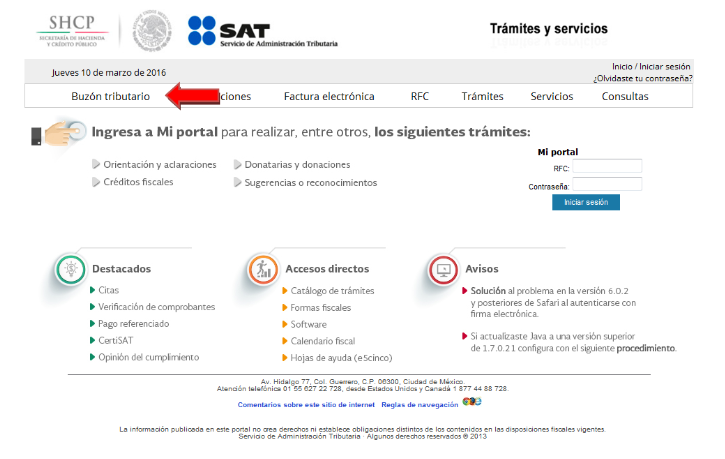 SHCP
SECRETARÍA DE HACIENDA
Y CRÉDITO PÚBLICO
SAT
Servicio de Administración Tributaria
Trámites y servicios
Jueves 10 de marzo de 2016
Inicio / Iniciar sesión
¿Olvidaste tu contraseña?
Buzón tributario ciones Factura electrónica RFC Trámites Servicios Consultas
Ingresa a Mi portal para realizar, entre otros, los siguientes trámites:
Orientación y aclaraciones
Donatarias y donaciones
Créditos fiscales
Sugerencias o reconocimientos
Mi portal
RFC:
Contraseña:
Iniciar sesión
Destacados
Citas
Verificación de comprobantes
Pago referenciado
CertiSAT
Opinión del cumplimiento
Accesos directos
Catálogo de trámites
Formas fiscales
Software
Calendario fiscal
Hojas de ayuda (e5cinco)
Avisos
Solución al problema en la versión 6.0.2
y posteriores de Safari al autenticarse con
firma electrónica.
Si actualizaste Java a una versión superior
de 1.7.0.21 configura con el siguiente procedimiento.
Av. Hidalgo 77, Col. Guerrero, C.P. 06300, Ciudad de México.
Atención telefónica 01 55 627 22 728, desde Estados Unidos y Canadá 1 877 44 88 728.
Comentarios sobre este sitio de internet Reglas de navegación
La información publicada en este portal no crea derechos ni establece obligaciones distintos de los contenidos en las disposiciones fiscales vigentes.
Servicio de Administración Tributaria · Algunos derechos reservados © 2013